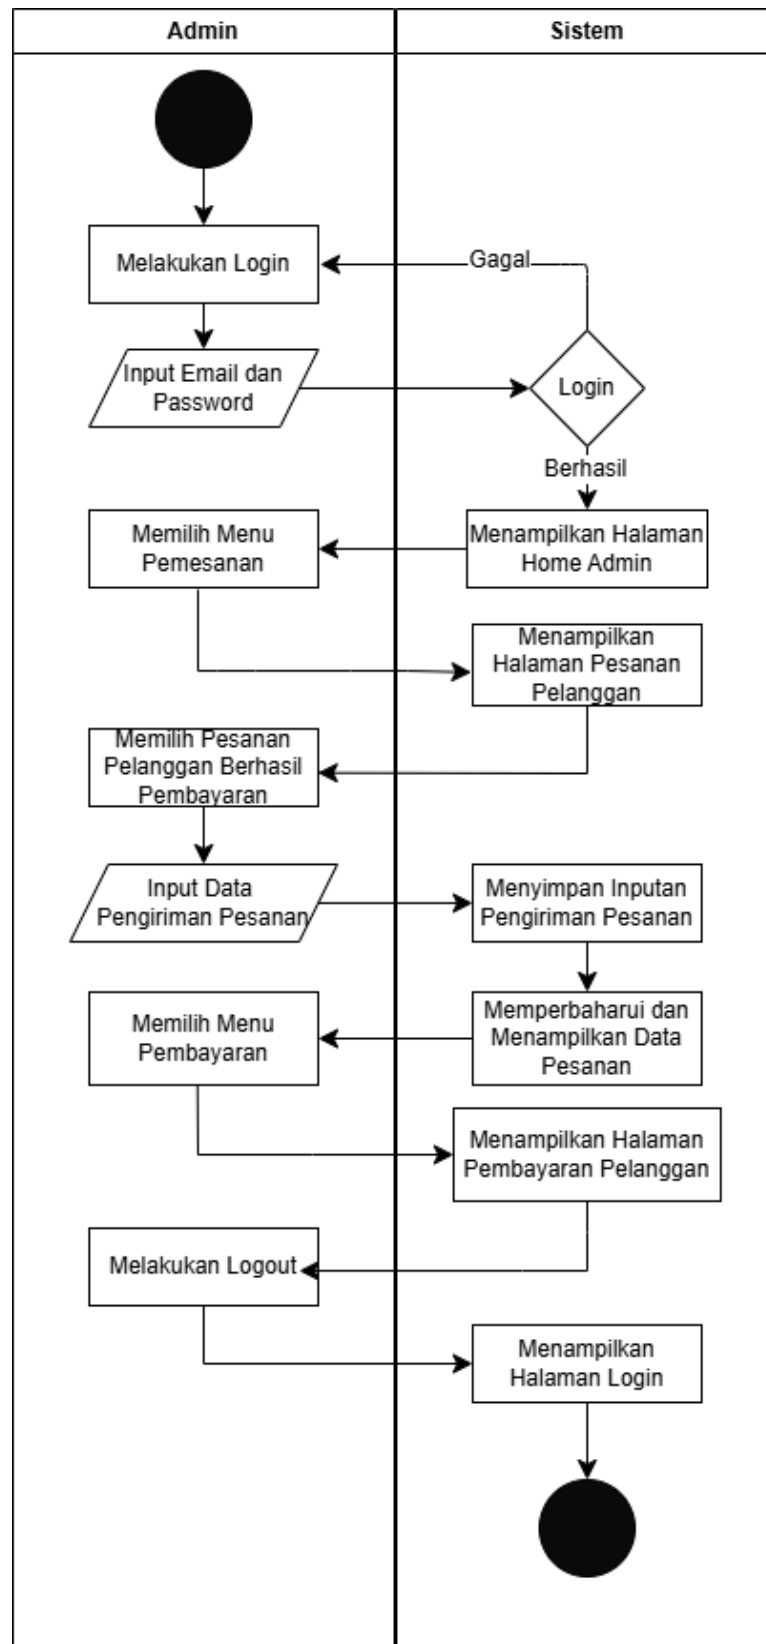 Admin
Sistem
Melakukan Login
Gagal
Input Email dan
Password
Login
Berhasil
Memilih Menu
Pemesanan
Menampilkan Halaman
Home Admin
Menampilkan
Halaman Pesanan
Pelanggan
Memilih Pesanan
Pelanggan Berhasil
Pembayaran
Input Data
Pengiriman Pesanan
Menyimpan Inputan
Pengiriman Pesanan
Memilih Menu
Pembayaran
Memperbaharui dan
Menampilkan Data
Pesanan
Menampilkan Halaman
Pembayaran Pelanggan
Melakukan Logout
Menampilkan
Halaman Login